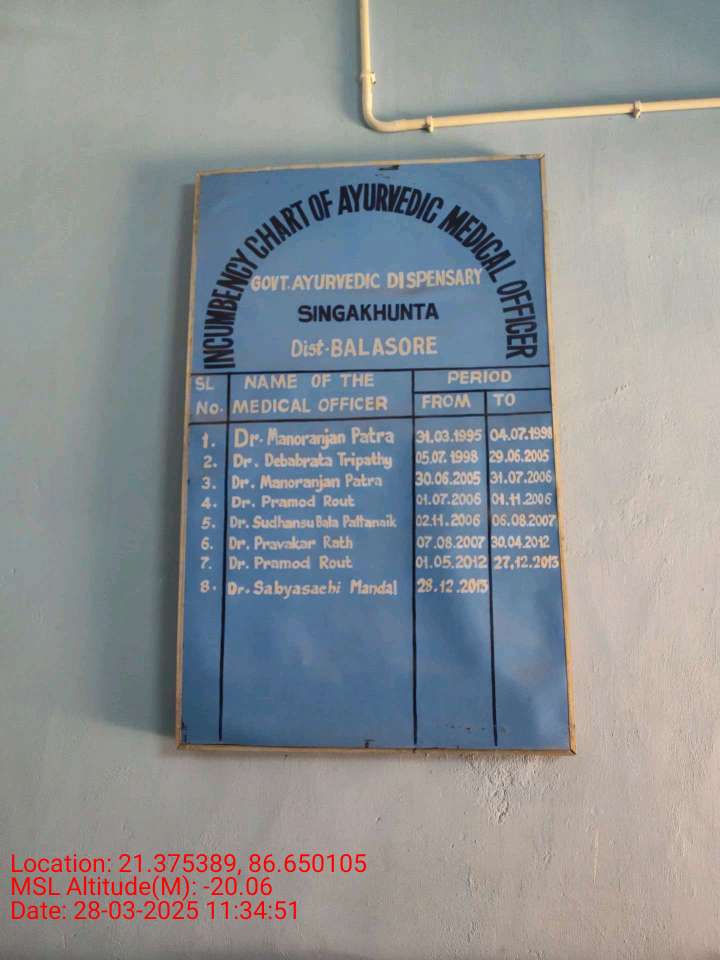 INCUMBENCY CHART OF AYURVEDIC MEDICAL OFFICER
GOVT. AYURVEDIC DISPENSARY
SINGAKHUNTA
Dist-BALASORE
SL No. NAME OF THE MEDICAL OFFICER PERIOD
FROM TO
1. Dr. Manoranjan Patra 31.03.1995 04.07.1998
2. Dr. Debabrata Tripathy 05.07.1998 29.06.2005
3. Dr. Manoranjan Patra 30.06.2005 31.07.2006
4. Dr. Pramod Rout 01.07.2006 01.11.2006
5. Dr. Sudhansu Bala Pattanaik 02.11.2006 06.08.2007
6. Dr. Pravakar Rath 07.08.2007 30.04.2012
7. Dr. Pramod Rout 01.05.2012 27.12.2013
8. Dr. Sabyasachi Mandal 28.12.2013
Location: 21.375389, 86.650105
MSL Altitude(M): -20.06
Date: 28-03-2025 11:34:51